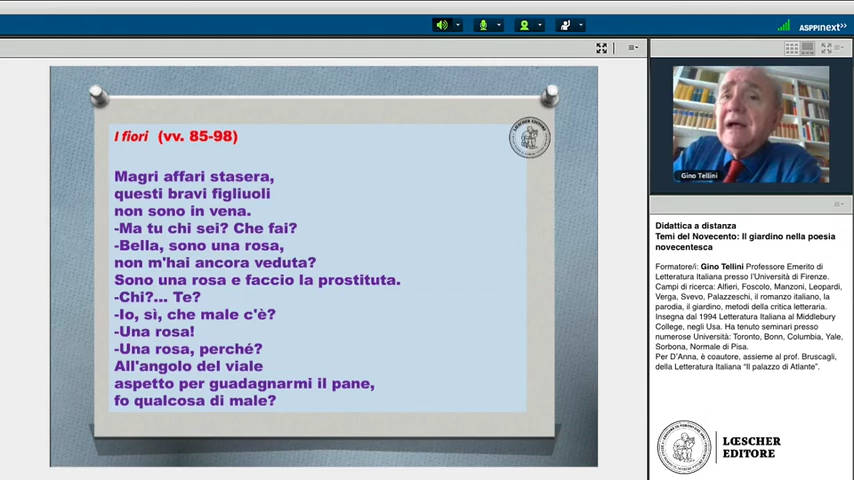 ASPPInext
I fiori (vv. 85-98)
Magri affari stasera,
questi bravi figliuoli
non sono in vena.
-Ma tu chi sei? Che fai?
-Bella, sono una rosa,
non m'hai ancora veduta?
Sono una rosa e faccio la prostituta.
-Chi?... Te?
-Io, sì, che male c'è?
-Una rosa!
-Una rosa, perché?
All'angolo del viale
aspetto per guadagnarmi il pane,
fo qualcosa di male?
LOESCHER EDITORE
Gino Tellini
Didattica a distanza
Temi del Novecento: Il giardino nella poesia
novecentesca
Formatore/i: Gino Tellini Professore Emerito di
Letteratura Italiana presso l'Università di Firenze.
Campi di ricerca: Alfieri, Foscolo, Manzoni, Leopardi,
Verga, Svevo, Palazzeschi, il romanzo italiano, la
parodia, il giardino, metodi della critica letteraria.
Insegna dal 1994 Letteratura Italiana al Middlebury
College, negli Usa. Ha tenuto seminari presso
numerose Università: Toronto, Bonn, Columbia, Yale,
Sorbona, Normale di Pisa.
Per D'Anna, è coautore, assieme al prof. Bruscagli,
della Letteratura Italiana "Il palazzo di Atlante".
LŒSCHER
EDITORE